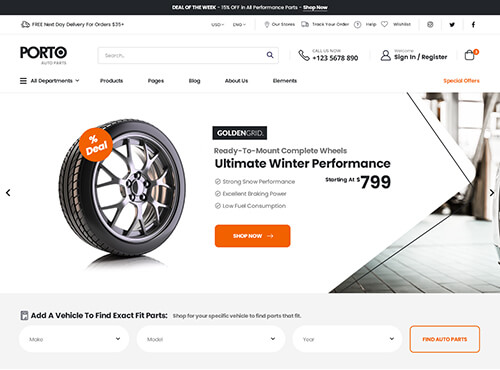 DEAL OF THE WEEK - 15% OFF in All Performance Parts - Shop Now
FREE Next Day Delivery For Orders $35+
USD
ENG
Our Stores
Track Your Order
Help
Wishlist
PORTO
AUTO PARTS
Search...
CALL US NOW
+123 5678 890
Welcome
Sign In / Register
0
All Departments
Products
Pages
Blog
About Us
Elements
Special Offers
% Deal
GOLDENGRID.
Ready-To-Mount Complete Wheels
Ultimate Winter Performance
Strong Snow Performance
Excellent Braking Power
Low Fuel Consumption
Starting At $799
SHOP NOW
Add A Vehicle To Find Exact Fit Parts:
Shop for your specific vehicle to find parts that fit.
Make
Model
Year
FIND AUTO PARTS